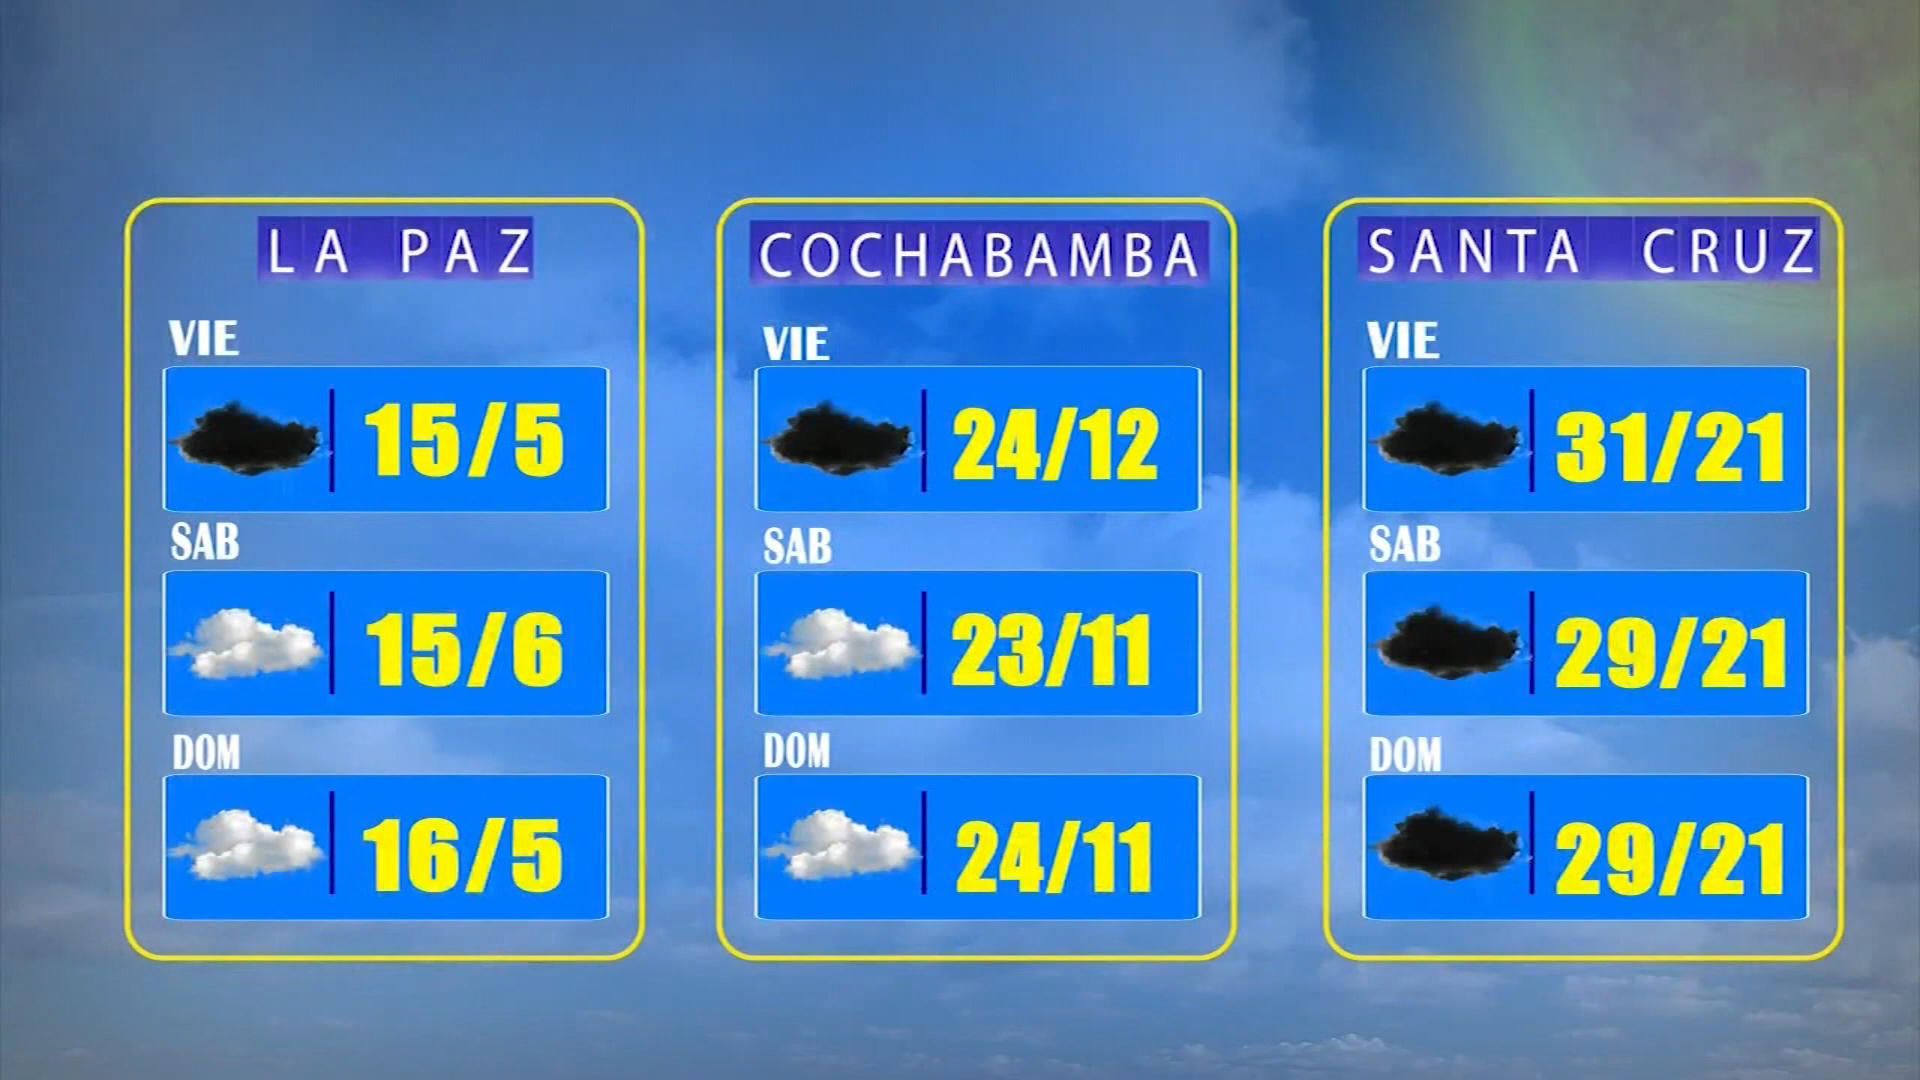 LA PAZ
VIE
15/5
SAB
15/6
DOM
16/5
COCHABAMBA
VIE
24/12
SAB
23/11
DOM
24/11
SANTA CRUZ
VIE
31/21
SAB
29/21
DOM
29/21